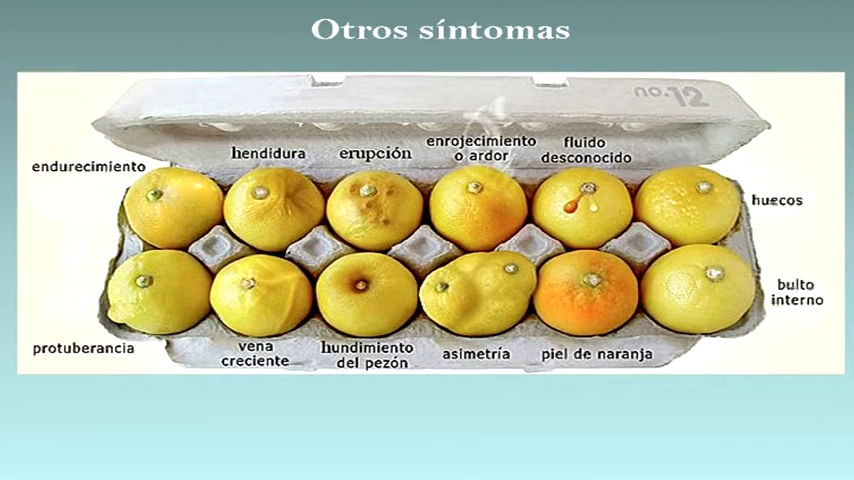 Otros síntomas
no.12
endurecimiento
hendidura
erupción
enrojecimiento
o ardor
fluido
desconocido
huecos
protuberancia
vena
creciente
hundimiento
del pezón
asimetría
piel de naranja
bulto
interno